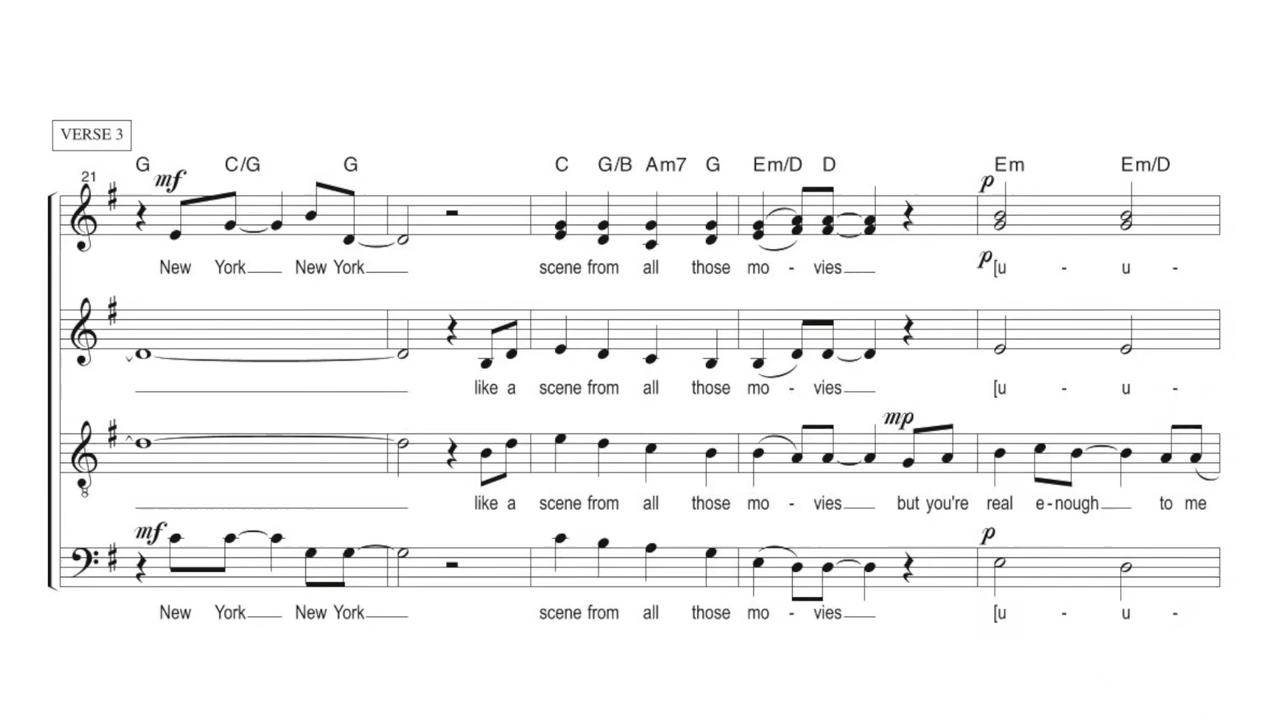 VERSE 3
G C/G G C G/B Am7 G Em/D D Em Em/D
21 mf p
New York New York scene from all those mo - vies [u - u -
p
like a scene from all those mo - vies [u - u -
mp
8
like a scene from all those mo - vies but you're real e-nough to me
mf p
New York New York scene from all those mo - vies [u - u -